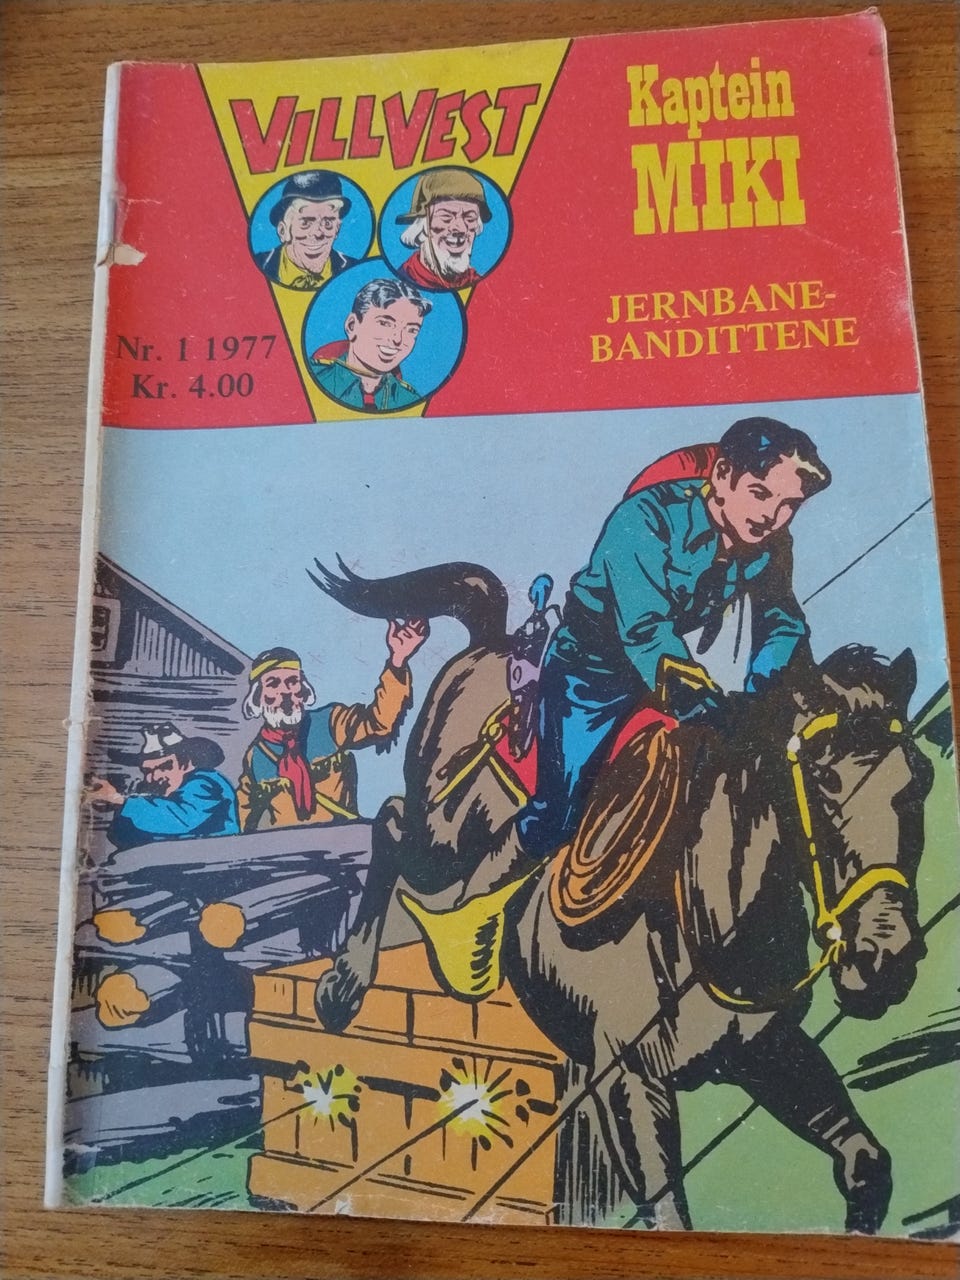 VILLVEST
Kaptein
MIKI
JERNBANE-
BANDITTENE
Nr. 1 1977
Kr. 4.00